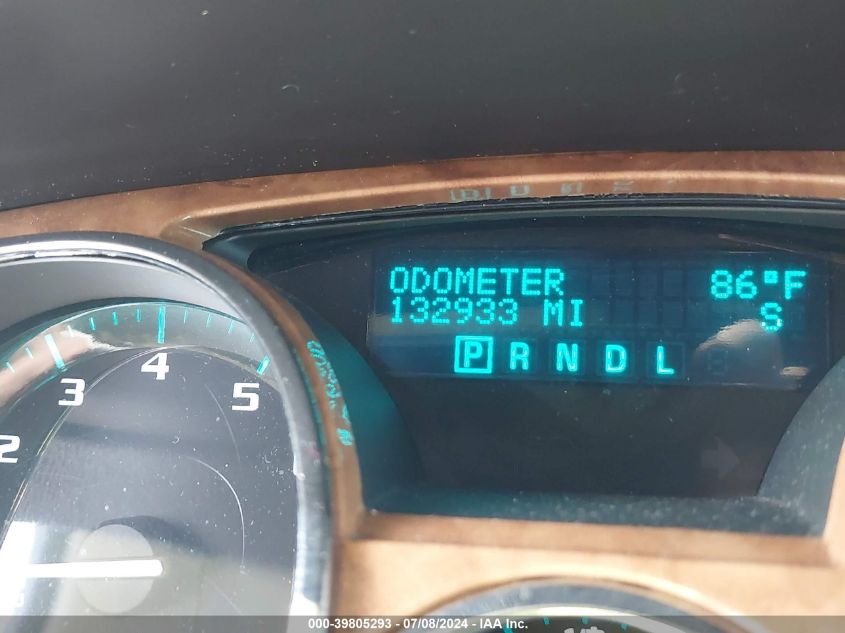 ODOMETER 86°F
132933 MI S
P R N D L
2 3 4 5
000-39805293 - 07/08/2024 - IAA Inc.